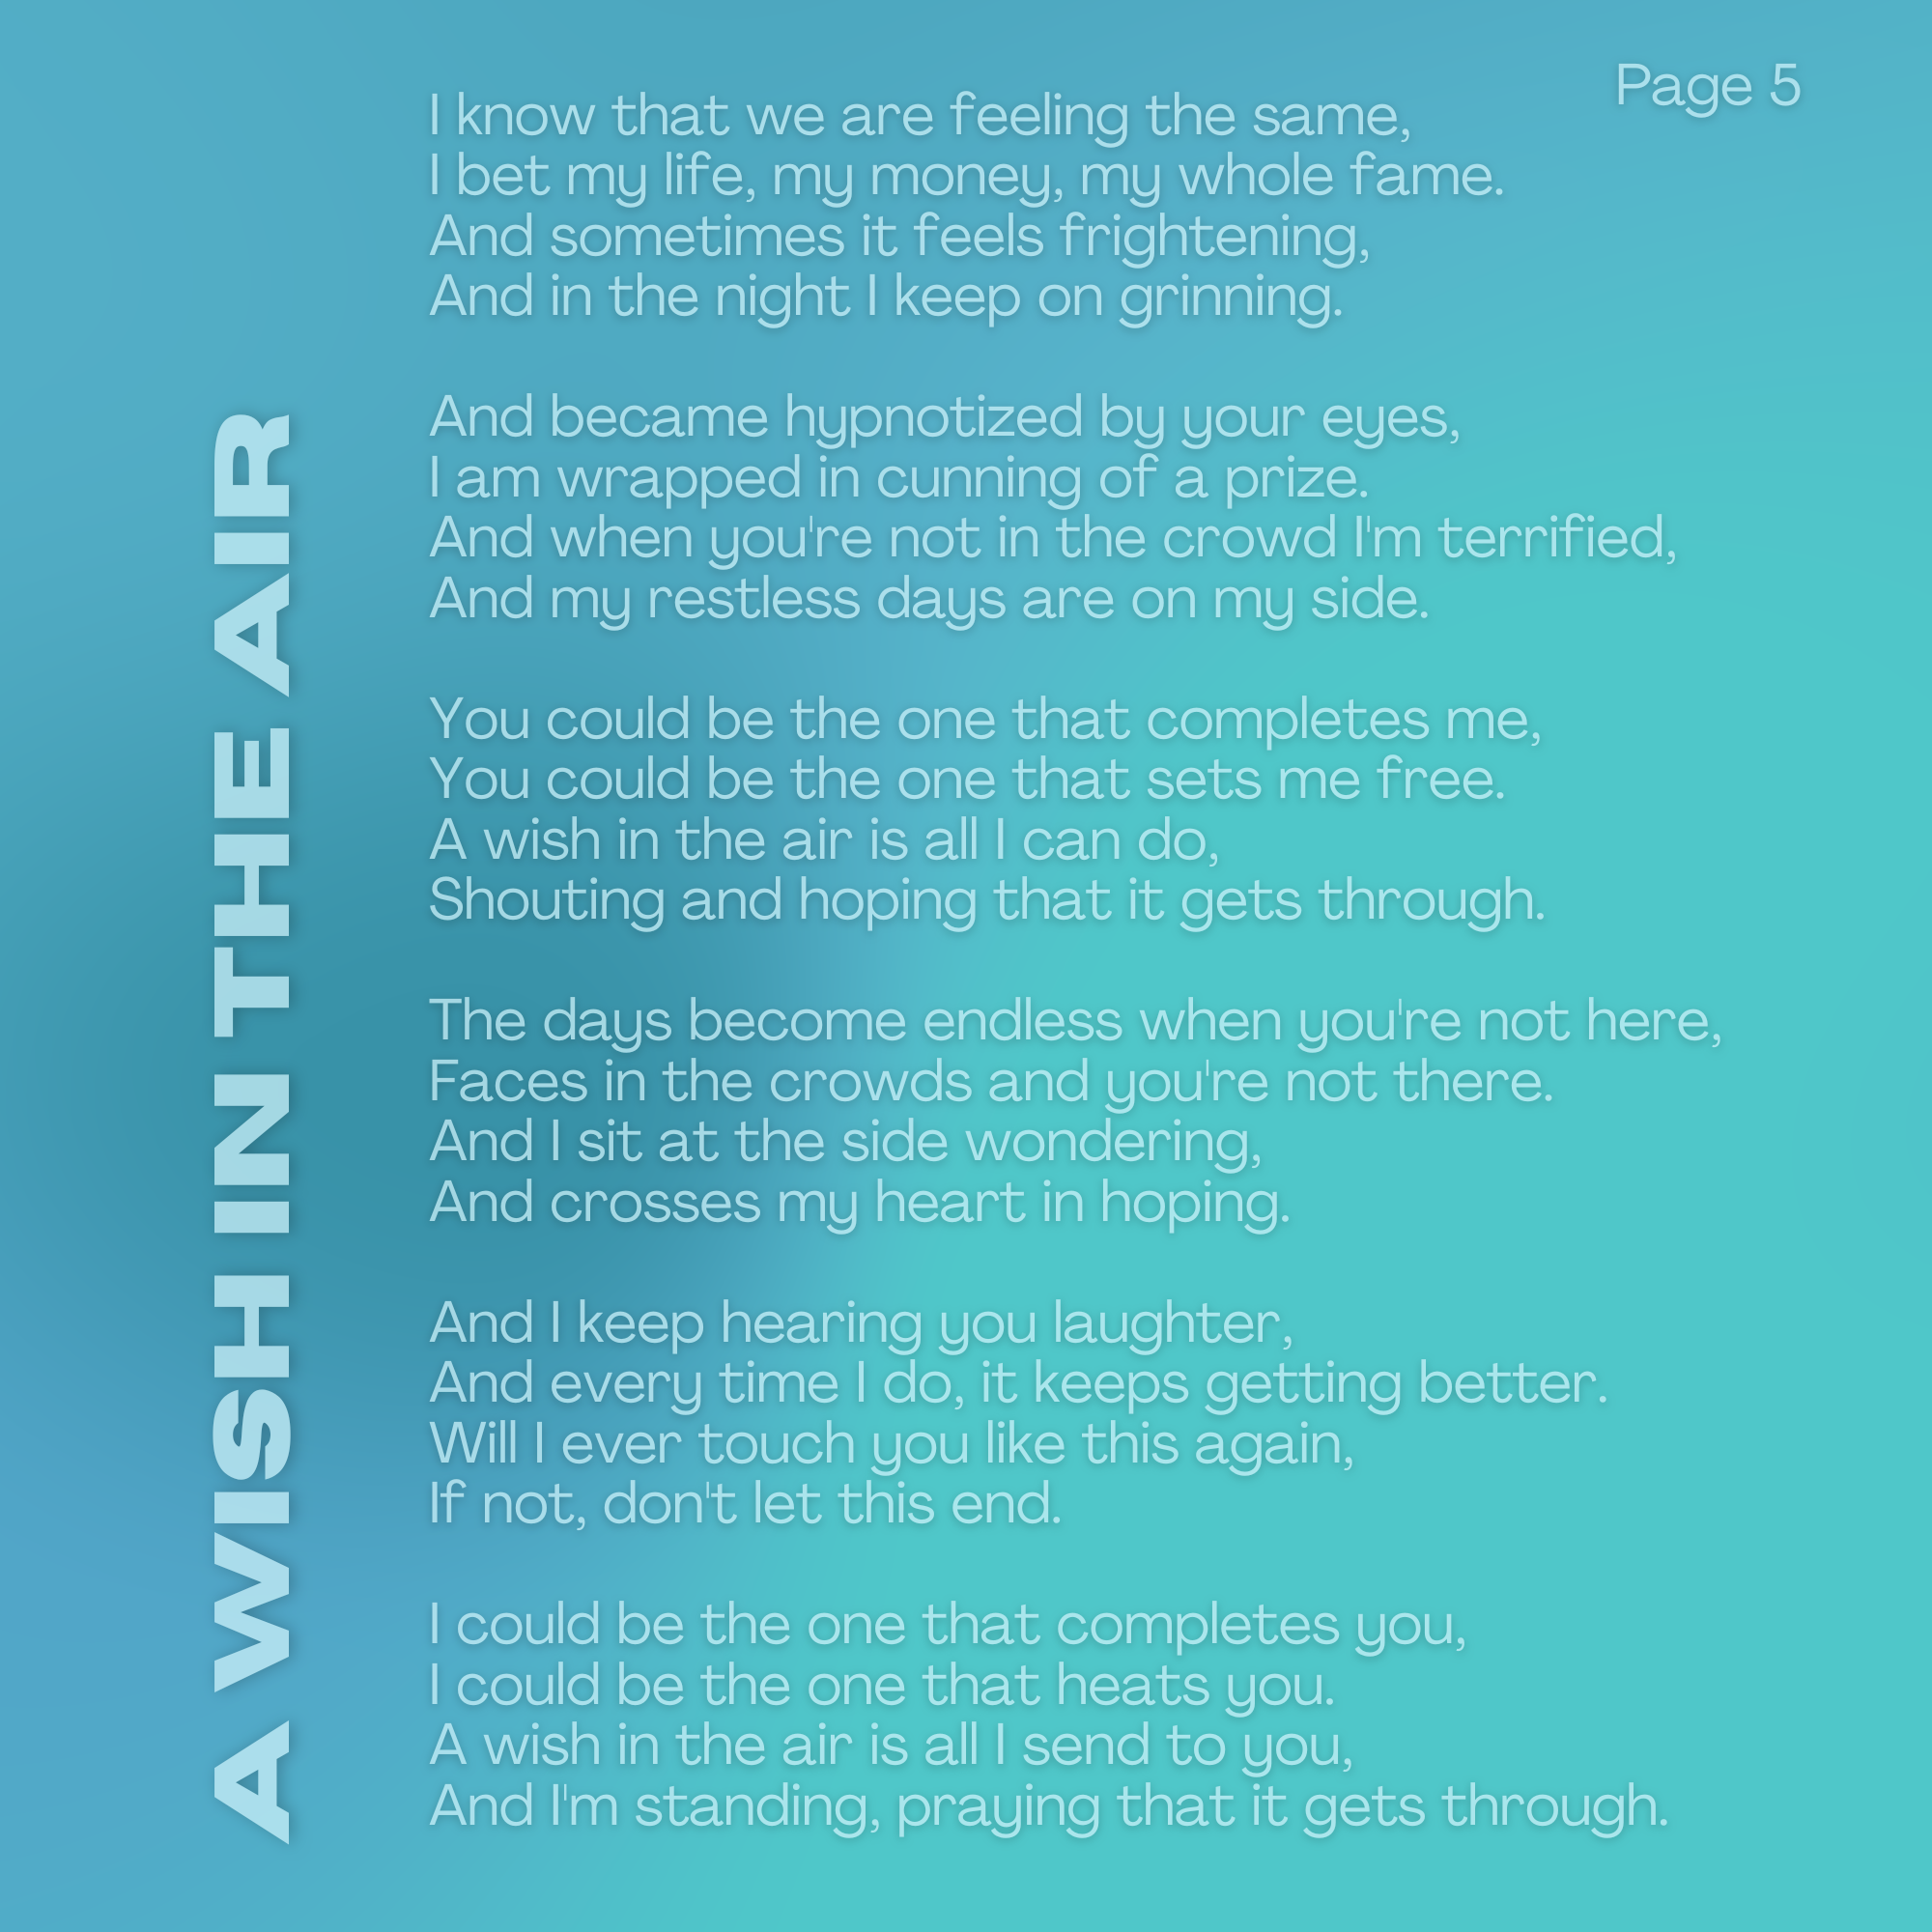 Page 5
A WISH IN THE AIR
I know that we are feeling the same,
I bet my life, my money, my whole fame.
And sometimes it feels frightening,
And in the night I keep on grinning.
And became hypnotized by your eyes,
I am wrapped in cunning of a prize.
And when you're not in the crowd I'm terrified,
And my restless days are on my side.
You could be the one that completes me,
You could be the one that sets me free.
A wish in the air is all I can do,
Shouting and hoping that it gets through.
The days become endless when you're not here,
Faces in the crowds and you're not there.
And I sit at the side wondering,
And crosses my heart in hoping.
And I keep hearing you laughter,
And every time I do, it keeps getting better.
Will I ever touch you like this again,
If not, don't let this end.
I could be the one that completes you,
I could be the one that heats you.
A wish in the air is all I send to you,
And I'm standing, praying that it gets through.